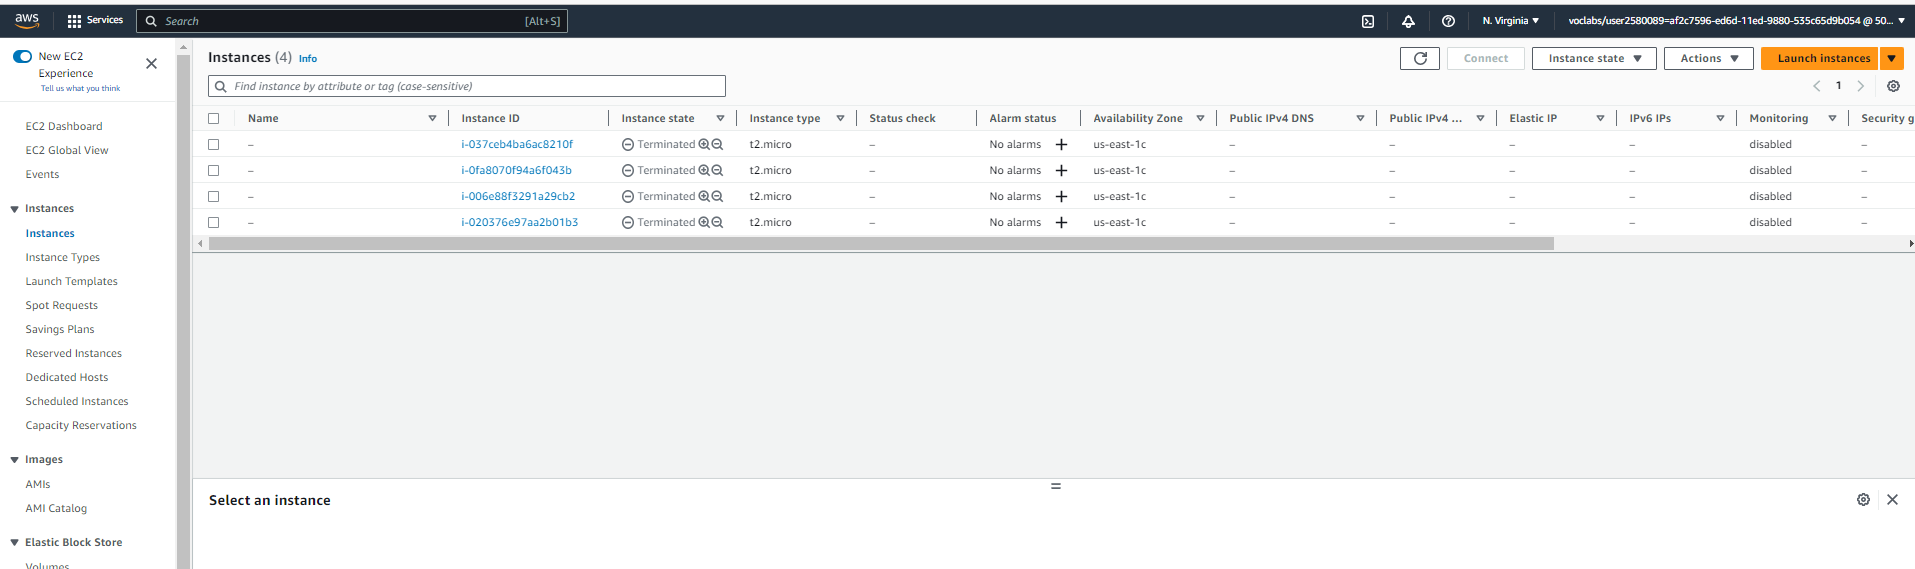 aws Services Search [Alt+S] N. Virginia voclabs/user2580089=af2c7596-ed6d-11ed-9880-535c65d9b054 @ 50...
New EC2
Experience
Tell us what you think
EC2 Dashboard
EC2 Global View
Events
Instances
Instances
Instance Types
Launch Templates
Spot Requests
Savings Plans
Reserved Instances
Dedicated Hosts
Scheduled Instances
Capacity Reservations
Images
AMIs
AMI Catalog
Elastic Block Store
Volumes
Instances (4) Info Connect Instance state Actions Launch instances
Find instance by attribute or tag (case-sensitive) 1
Name Instance ID Instance state Instance type Status check Alarm status Availability Zone Public IPv4 DNS Public IPv4 ... Elastic IP IPv6 IPs Monitoring Security g
– i-037ceb4ba6ac8210f Terminated t2.micro – No alarms + us-east-1c – – – – disabled –
– i-0fa8070f94a6f043b Terminated t2.micro – No alarms + us-east-1c – – – – disabled –
– i-006e88f3291a29cb2 Terminated t2.micro – No alarms + us-east-1c – – – – disabled –
– i-020376e97aa2b01b3 Terminated t2.micro – No alarms + us-east-1c – – – – disabled –
Select an instance